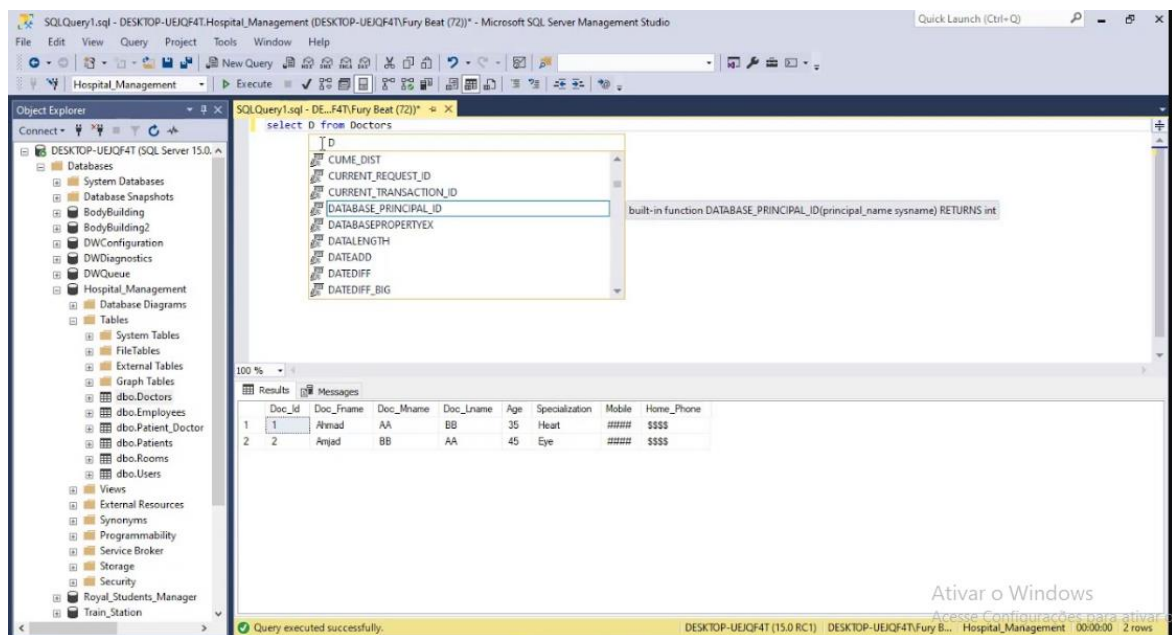 SQLQuery1.sql - DESKTOP-UEJQF4T.Hospital_Management (DESKTOP-UEJQF4T\Fury Beat (72))* - Microsoft SQL Server Management Studio
Quick Launch (Ctrl+Q)
File Edit View Query Project Tools Window Help
New Query
Hospital_Management Execute
Object Explorer
SQLQuery1.sql - DE...F4T\Fury Beat (72))*
Connect
select D from Doctors
DESKTOP-UEJQF4T (SQL Server 15.0.
Databases
System Databases
Database Snapshots
BodyBuilding
BodyBuilding2
DWConfiguration
DWDiagnostics
DWQueue
Hospital_Management
Database Diagrams
Tables
System Tables
FileTables
External Tables
Graph Tables
dbo.Doctors
dbo.Employees
dbo.Patient_Doctor
dbo.Patients
dbo.Rooms
dbo.Users
Views
External Resources
Synonyms
Programmability
Service Broker
Storage
Security
Royal_Students_Manager
Train_Station
D
CUME_DIST
CURRENT_REQUEST_ID
CURRENT_TRANSACTION_ID
DATABASE_PRINCIPAL_ID
built-in function DATABASE_PRINCIPAL_ID(principal_name sysname) RETURNS int
DATABASEPROPERTYEX
DATALENGTH
DATEADD
DATEDIFF
DATEDIFF_BIG
100 %
Results Messages
Doc_Id Doc_Fname Doc_Mname Doc_Lname Age Specialization Mobile Home_Phone
1 1 Ahmad AA BB 35 Heart #### $$$$
2 2 Amjad BB AA 45 Eye #### $$$$
Ativar o Windows
Acesse Configurações para ativar
Query executed successfully.
DESKTOP-UEJQF4T (15.0 RC1) DESKTOP-UEJQF4T\Fury B... Hospital_Management 00:00:00 2 rows